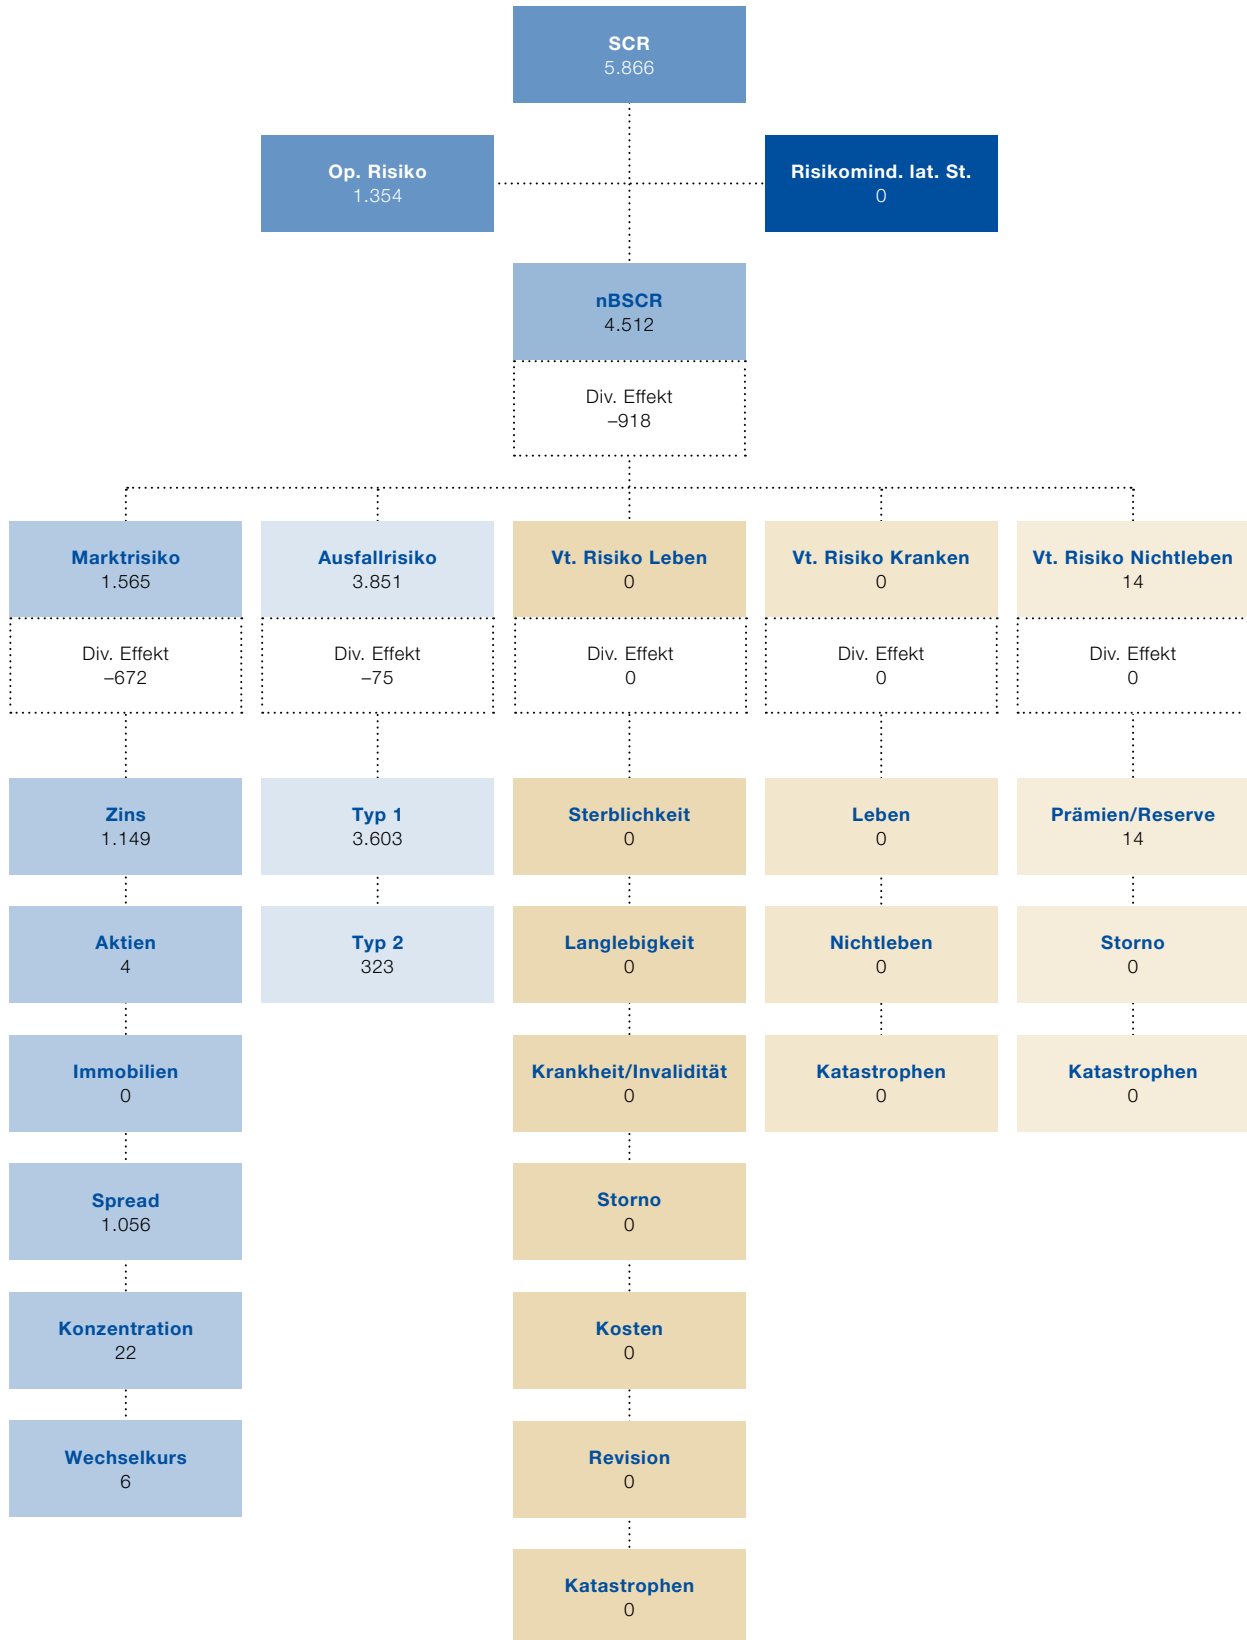 SCR
5.866
Op. Risiko
1.354
Risikomind. lat. St.
0
nBSCR
4.512
Div. Effekt
–918
Marktrisiko
1.565
Div. Effekt
–672
Ausfallrisiko
3.851
Div. Effekt
–75
Vt. Risiko Leben
0
Div. Effekt
0
Vt. Risiko Kranken
0
Div. Effekt
0
Vt. Risiko Nichtleben
14
Div. Effekt
0
Zins
1.149
Aktien
4
Immobilien
0
Spread
1.056
Konzentration
22
Wechselkurs
6
Typ 1
3.603
Typ 2
323
Sterblichkeit
0
Langlebigkeit
0
Krankheit/Invalidität
0
Storno
0
Kosten
0
Revision
0
Katastrophen
0
Leben
0
Nichtleben
0
Katastrophen
0
Prämien/Reserve
14
Storno
0
Katastrophen
0